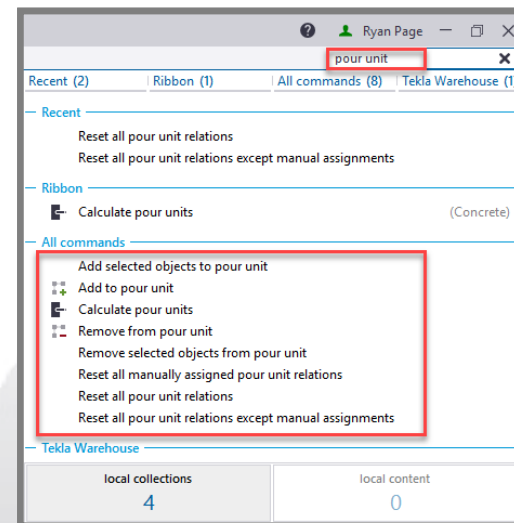 ? Ryan Page
pour unit
Recent (2) Ribbon (1) All commands (8) Tekla Warehouse (1
Recent
Reset all pour unit relations
Reset all pour unit relations except manual assignments
Ribbon
Calculate pour units (Concrete)
All commands
Add selected objects to pour unit
Add to pour unit
Calculate pour units
Remove from pour unit
Remove selected objects from pour unit
Reset all manually assigned pour unit relations
Reset all pour unit relations
Reset all pour unit relations except manual assignments
Tekla Warehouse
local collections local content
4 0